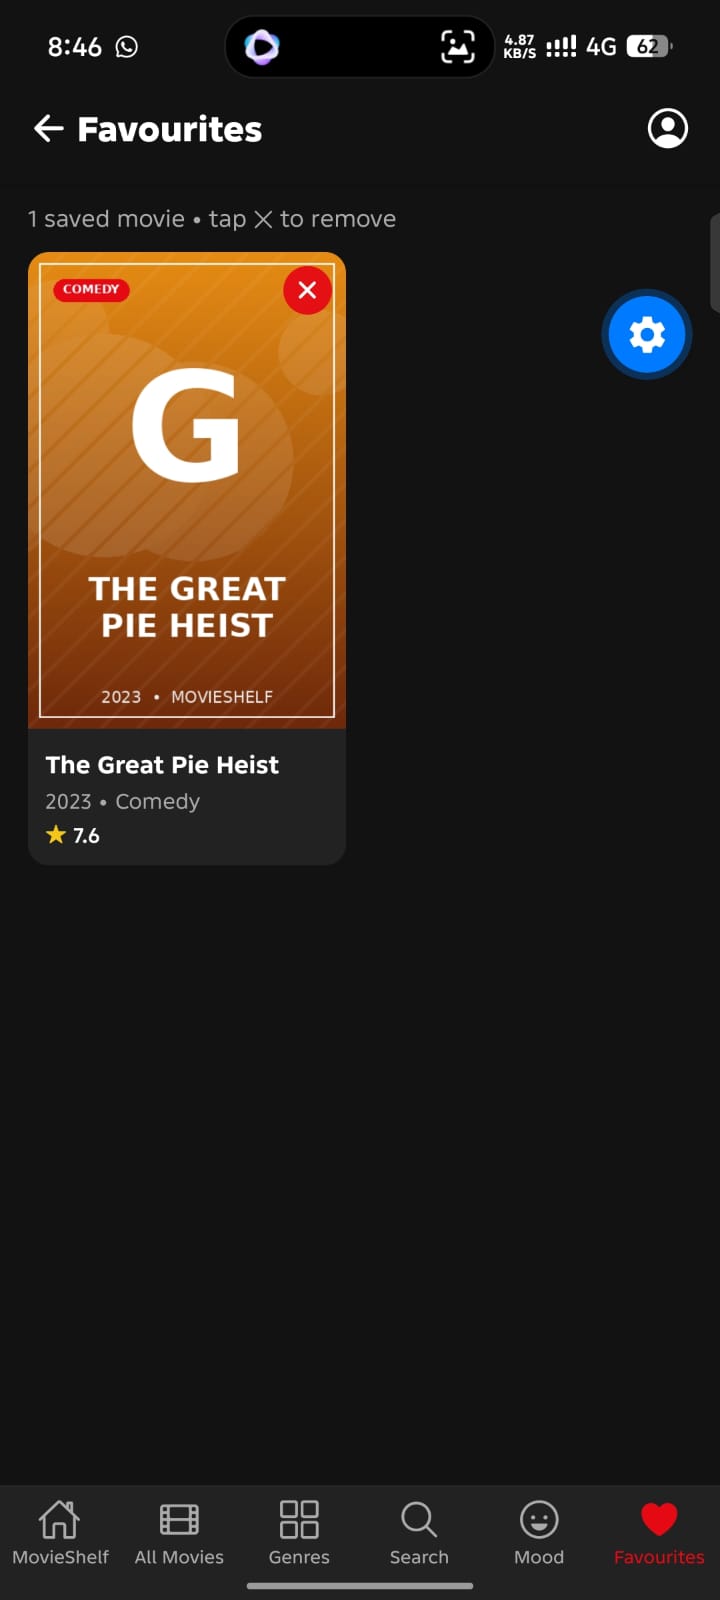 8:46
4.87
KB/S
4G
62
Favourites
1 saved movie • tap ✕ to remove
COMEDY
G
THE GREAT
PIE HEIST
2023 • MOVIESHELF
The Great Pie Heist
2023 • Comedy
★ 7.6
MovieShelf
All Movies
Genres
Search
Mood
Favourites